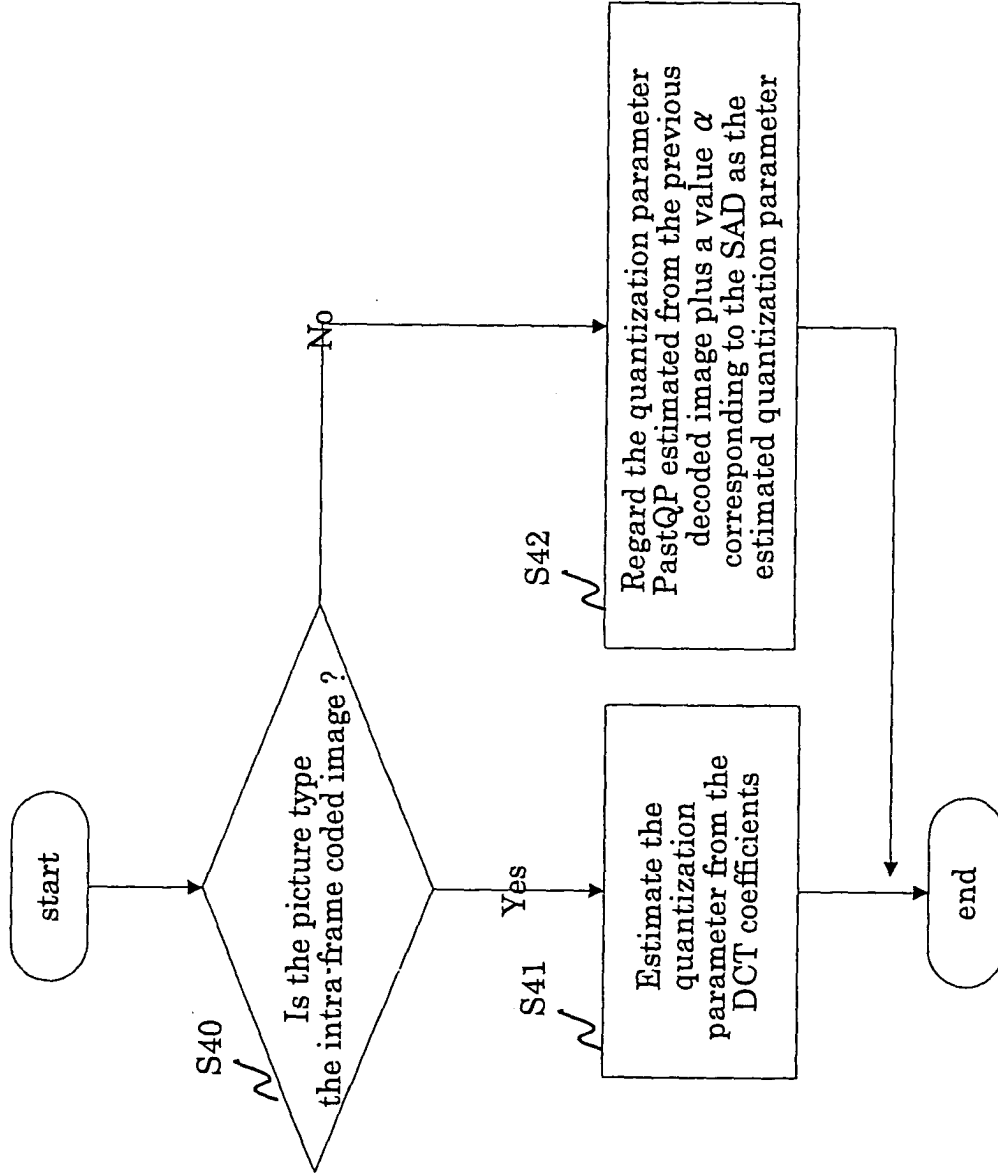 start
S40
Is the picture type
the intra-frame coded image ?
No
Yes
S41
Estimate the
quantization
parameter from the
DCT coefficients
S42
Regard the quantization parameter
PastQP estimated from the previous
decoded image plus a value α
corresponding to the SAD as the
estimated quantization parameter
end